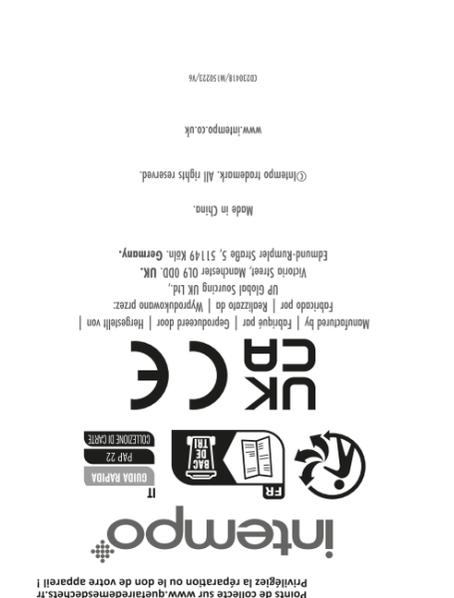 Points de collecte sur www.quefairedemesdechets.fr.
Privilégiez la réparation ou le don de votre appareil !
intempo
FR
BAC
DE
TRI
IT
GUIDA RAPIDA
PAP 22
COLLEZIONE DI CARTE
UK
CA
CE
Manufactured by | Fabriqué par | Geproduceerd door | Hergestellt von |
Fabricado por | Realizzato da | Wyprodukowano przez:
UP Global Sourcing UK Ltd.,
Victoria Street, Manchester OL9 0DD. UK.
Edmund-Rumpler Straße 5, 51149 Köln. Germany.
Made in China.
©Intempo trademark. All rights reserved.
www.intempo.co.uk
CD230418/M150223/V6